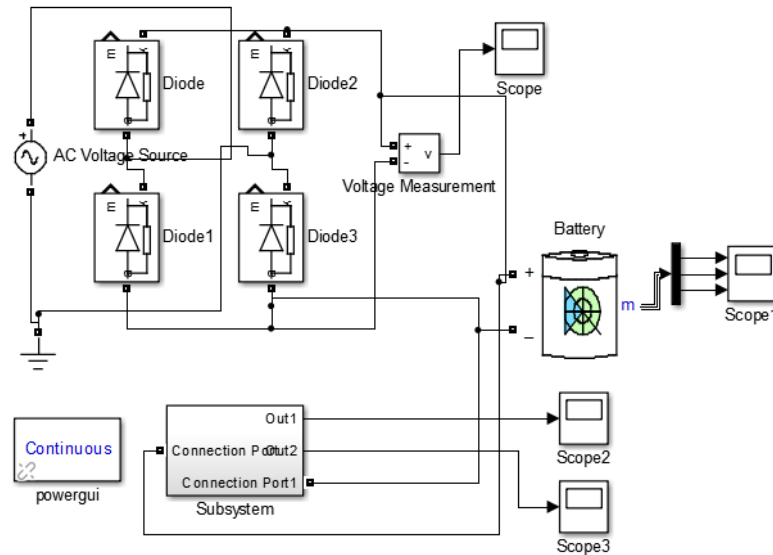 Scope
m
k
Diode
m
k
Diode2
+
AC Voltage Source
a
a
+
-
v
Voltage Measurement
m
k
Diode1
m
k
Diode3
Battery
a
a
+
m
Scope1
–
Out1
Continuous
Connection Port
Out2
Scope2
powergui
Connection Port1
Subsystem
Scope3